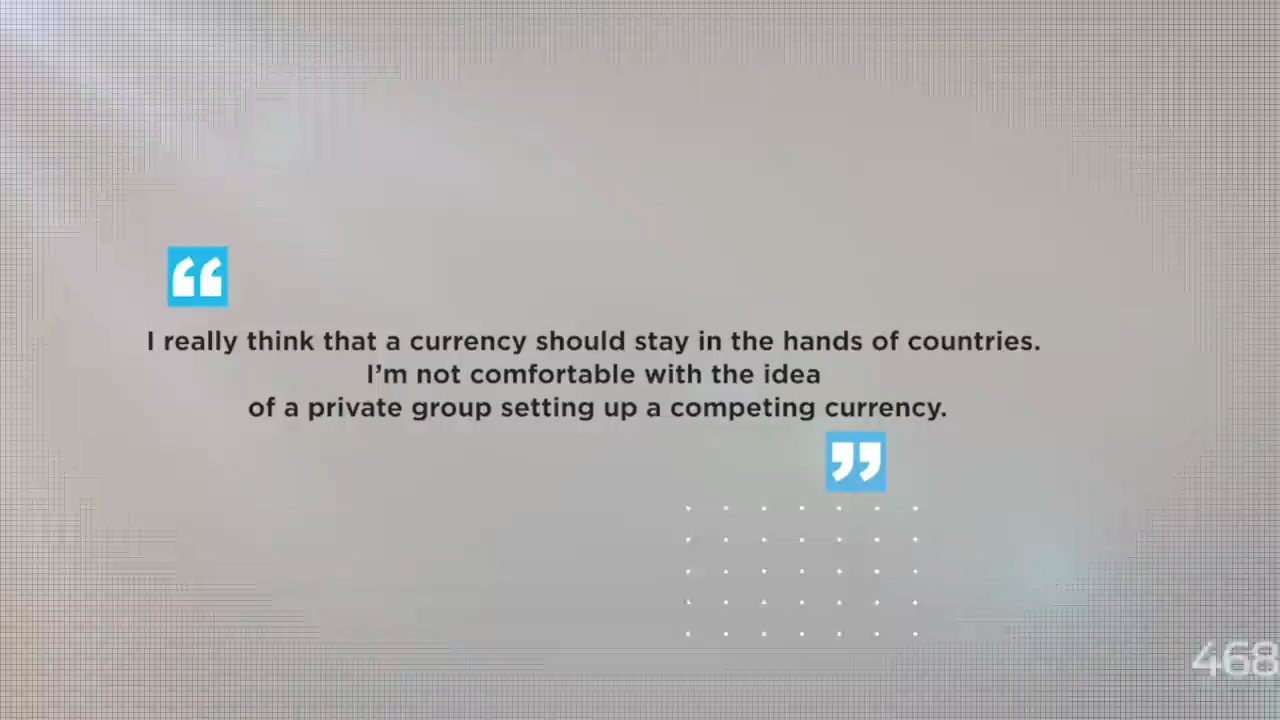 “
I really think that a currency should stay in the hands of countries.
I’m not comfortable with the idea
of a private group setting up a competing currency.
”
468